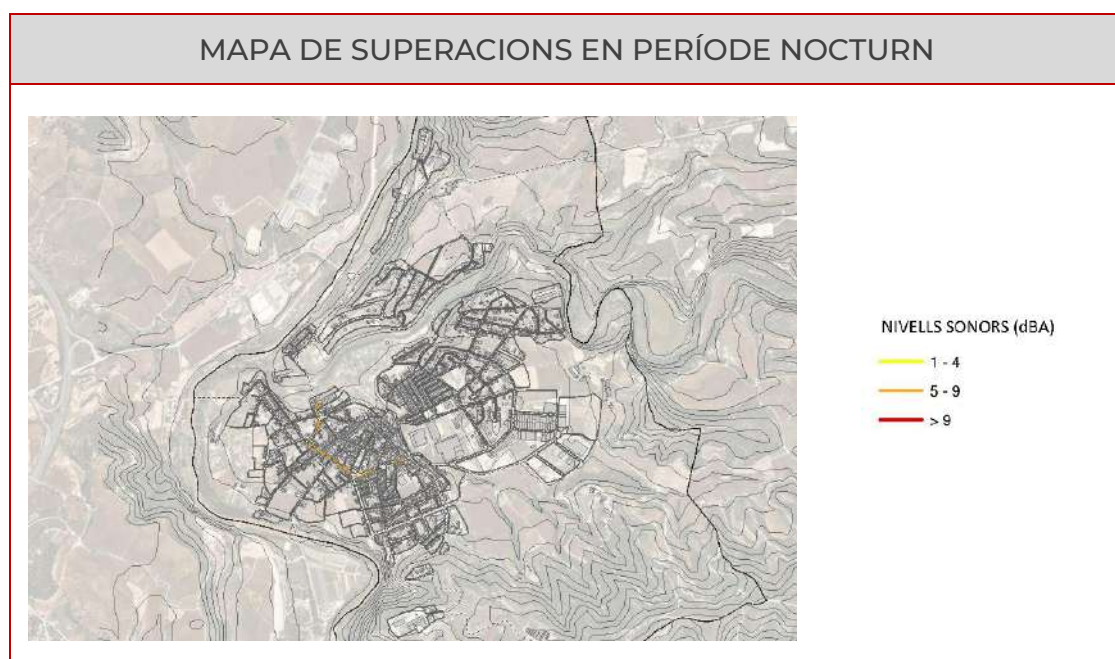 MAPA DE SUPERACIONS EN PERÍODE NOCTURN
NIVELLS SONORS (dBA)
1 - 4
5 - 9
> 9